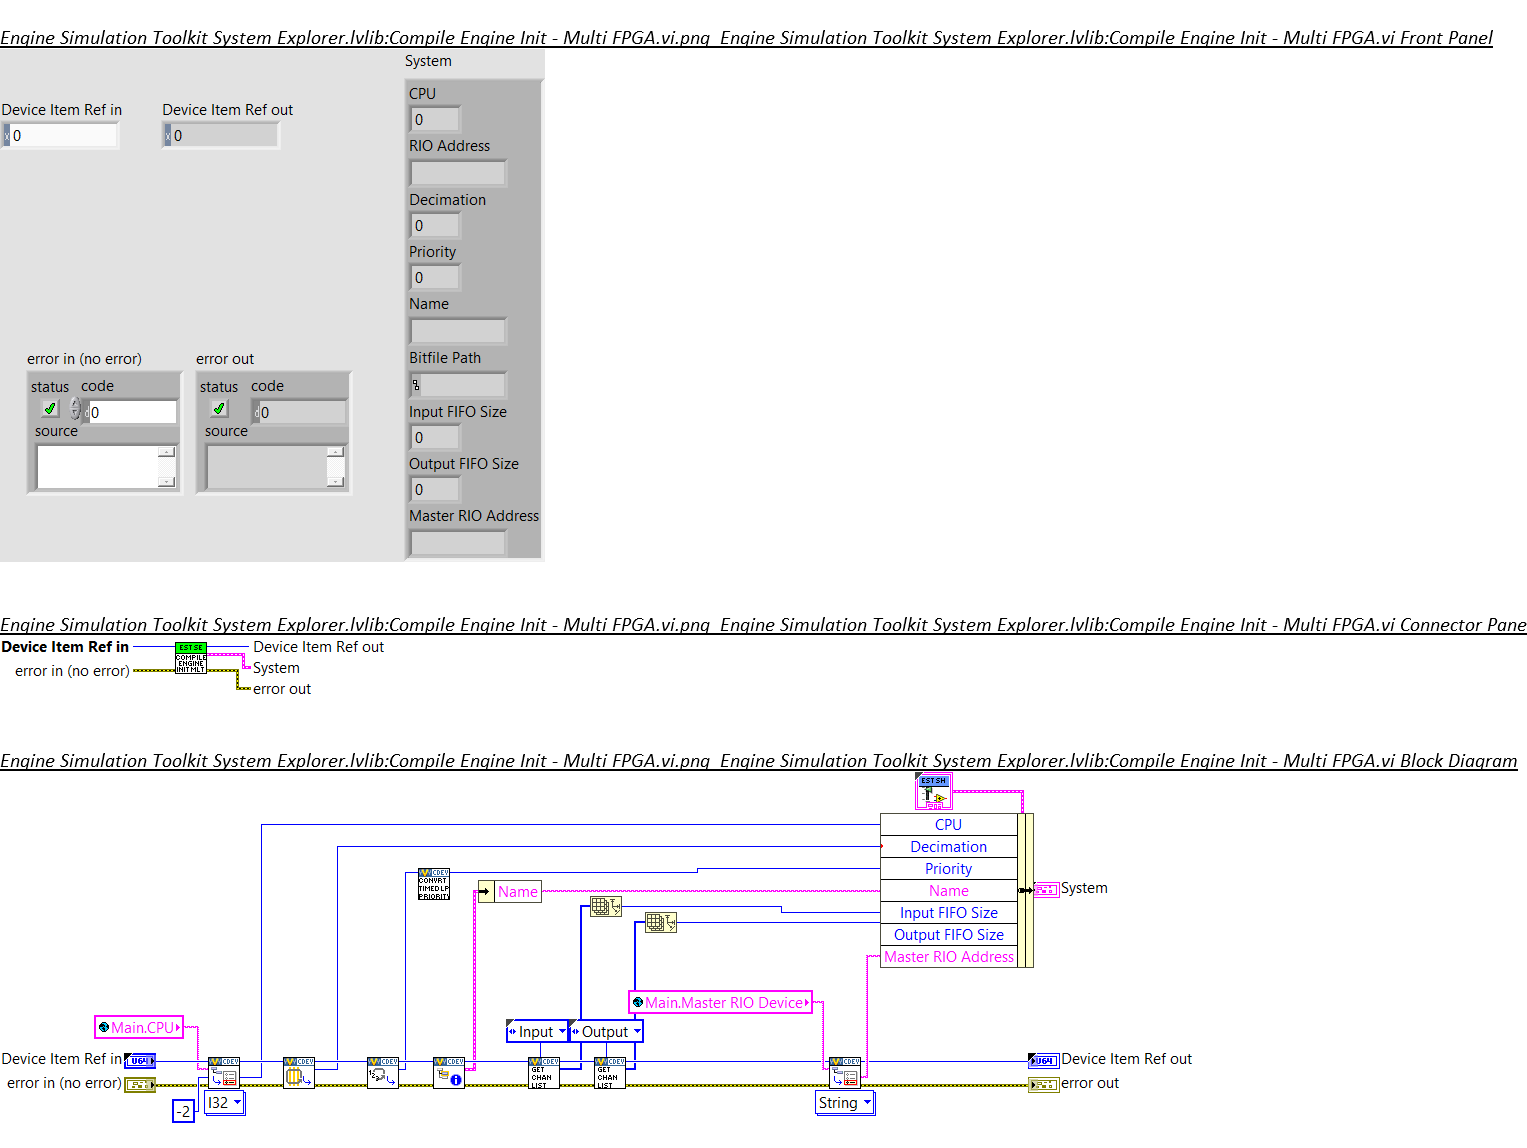 Engine Simulation Toolkit System Explorer.lvlib:Compile Engine Init - Multi FPGA.vi.png  Engine Simulation Toolkit System Explorer.lvlib:Compile Engine Init - Multi FPGA.vi Front Panel
System
CPU
0
Device Item Ref in
Device Item Ref out
x 0
x 0
RIO Address
Decimation
0
Priority
0
Name
error in (no error)
error out
Bitfile Path
status code
status code
d 0
d 0
Input FIFO Size
source
source
0
Output FIFO Size
0
Master RIO Address
Engine Simulation Toolkit System Explorer.lvlib:Compile Engine Init - Multi FPGA.vi.png  Engine Simulation Toolkit System Explorer.lvlib:Compile Engine Init - Multi FPGA.vi Connector Pane
Device Item Ref in
EST SE
COMPILE
ENGINE
INIT MLT
Device Item Ref out
error in (no error)
System
error out
Engine Simulation Toolkit System Explorer.lvlib:Compile Engine Init - Multi FPGA.vi.png  Engine Simulation Toolkit System Explorer.lvlib:Compile Engine Init - Multi FPGA.vi Block Diagram
EST SH
CPU
Decimation
Priority
Name
Input FIFO Size
Output FIFO Size
Master RIO Address
System
CDEV
CONVRT
TIMED LP
PRIORITY
Name
Main.Master RIO Device
Main.CPU
Input
Output
Device Item Ref in
U64
CDEV
CDEV
CDEV
CDEV
CDEV
GET
CHAN
LIST
CDEV
GET
CHAN
LIST
CDEV
U64
Device Item Ref out
error in (no error)
error out
-2
I32
String